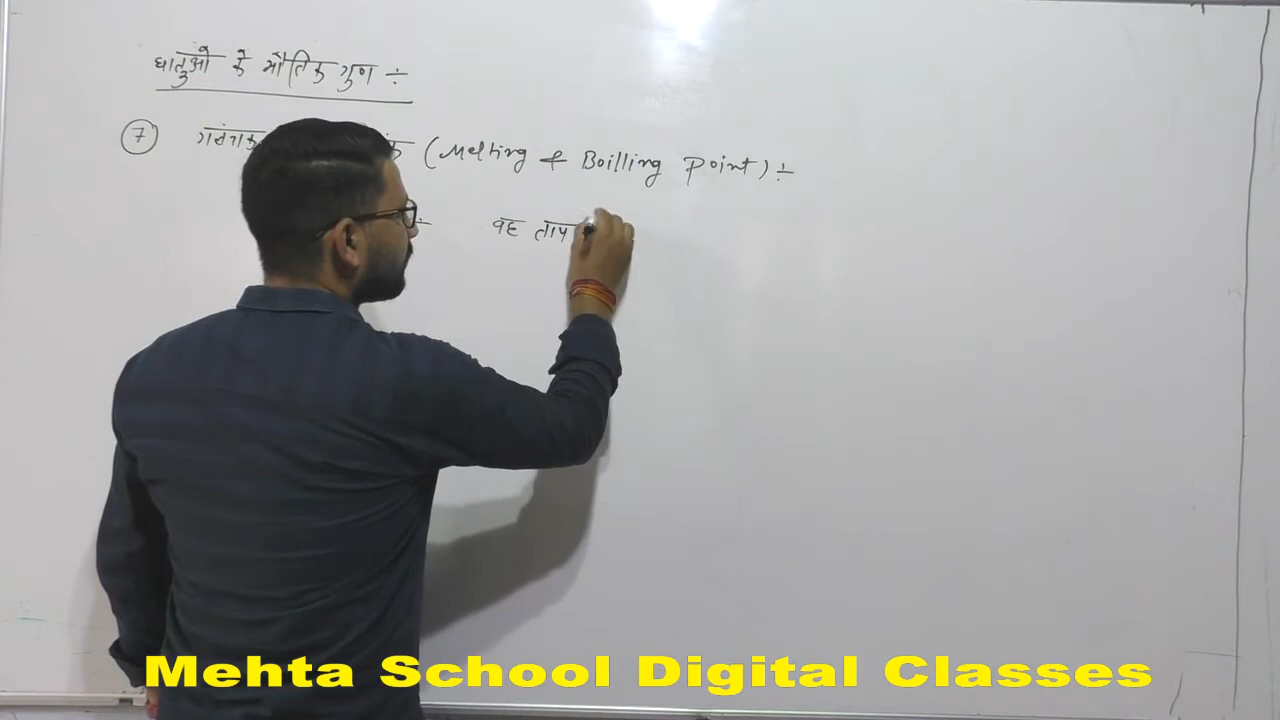 धातुओं के भौतिक गुण ÷
7 (Melting & Boilling Point) ÷
÷ वह ताप
Mehta School Digital Classes